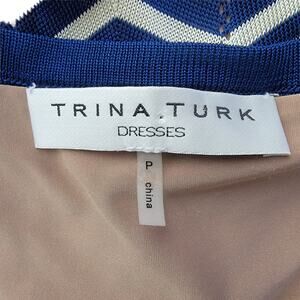 TRINA TURK
DRESSES
P
china